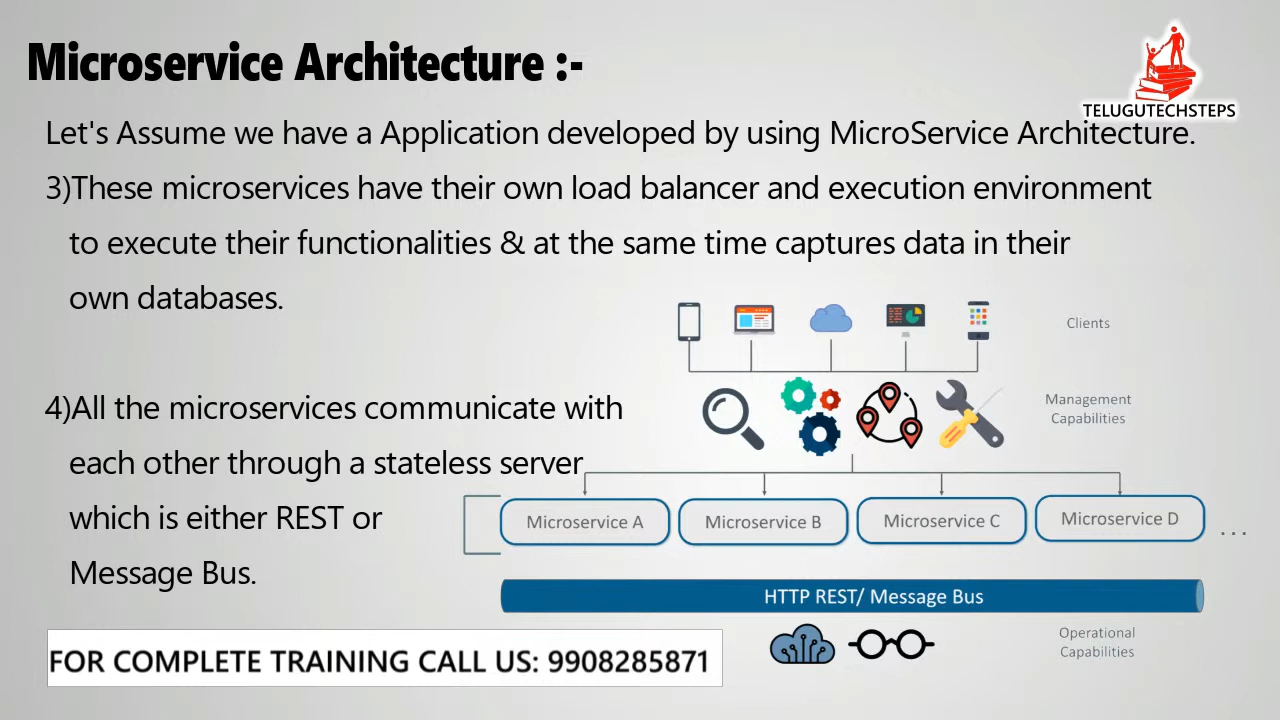 Microservice Architecture :-
TELUGUTECHSTEPS
Let's Assume we have a Application developed by using MicroService Architecture.
3)These microservices have their own load balancer and execution environment
to execute their functionalities & at the same time captures data in their
own databases.
Clients
Management
Capabilities
4)All the microservices communicate with
each other through a stateless server
which is either REST or
Message Bus.
Microservice A
Microservice B
Microservice C
Microservice D
...
HTTP REST/ Message Bus
Operational
Capabilities
FOR COMPLETE TRAINING CALL US: 9908285871